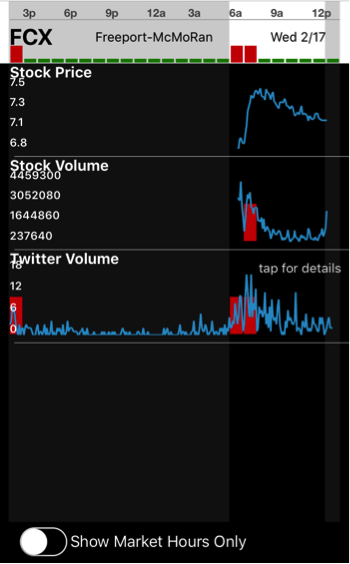 3p 6p 9p 12a 3a 6a 9a 12p
FCX Freeport-McMoRan Wed 2/17
Stock Price
7.5
7.3
7.1
6.8
Stock Volume
4459300
3052080
1644860
237640
Twitter Volume
18
tap for details
12
6
0
Show Market Hours Only